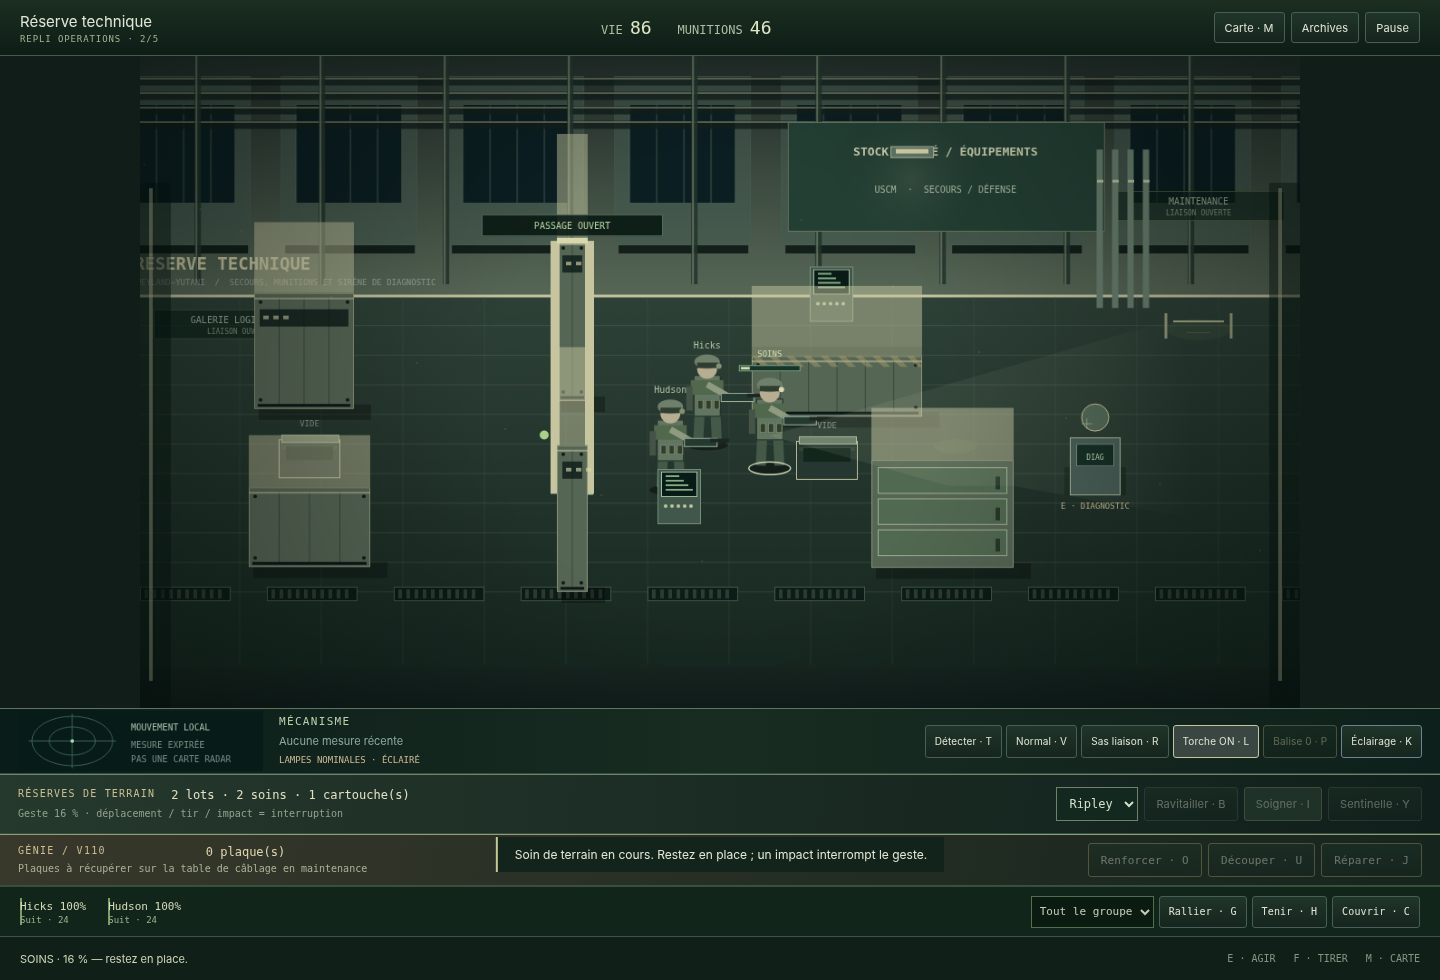 Réserve technique
REPLI OPERATIONS · 2/5
VIE 86 MUNITIONS 46
Carte · M
Archives
Pause
STOCK É / ÉQUIPEMENTS
USCM · SECOURS / DÉFENSE
MAINTENANCE
LIAISON OUVERTE
PASSAGE OUVERT
RESERVE TECHNIQUE
/ SECOURS, MUNITIONS ET SIRÈNE DE DIAGNOSTIC
GALERIE LOGI
LIAISON OUV
Hicks
SOINS
Hudson
VIDE
VIDE
DIAG
E · DIAGNOSTIC
MOUVEMENT LOCAL
MESURE EXPIRÉE
PAS UNE CARTE RADAR
MÉCANISME
Aucune mesure récente
LAMPES NOMINALES · ÉCLAIRÉ
Détecter · T
Normal · V
Sas liaison · R
Torche ON · L
Balise 0 · P
Éclairage · K
RÉSERVES DE TERRAIN 2 lots · 2 soins · 1 cartouche(s)
Geste 16 % · déplacement / tir / impact = interruption
Ripley
Ravitailler · B
Soigner · I
Sentinelle · Y
GÉNIE / V110 0 plaque(s)
Plaques à récupérer sur la table de câblage en maintenance
Soin de terrain en cours. Restez en place ; un impact interrompt le geste.
Renforcer · O
Découper · U
Réparer · J
Hicks 100%
Suit · 24
Hudson 100%
Suit · 24
Tout le groupe
Rallier · G
Tenir · H
Couvrir · C
SOINS · 16 % — restez en place.
E · AGIR F · TIRER M · CARTE